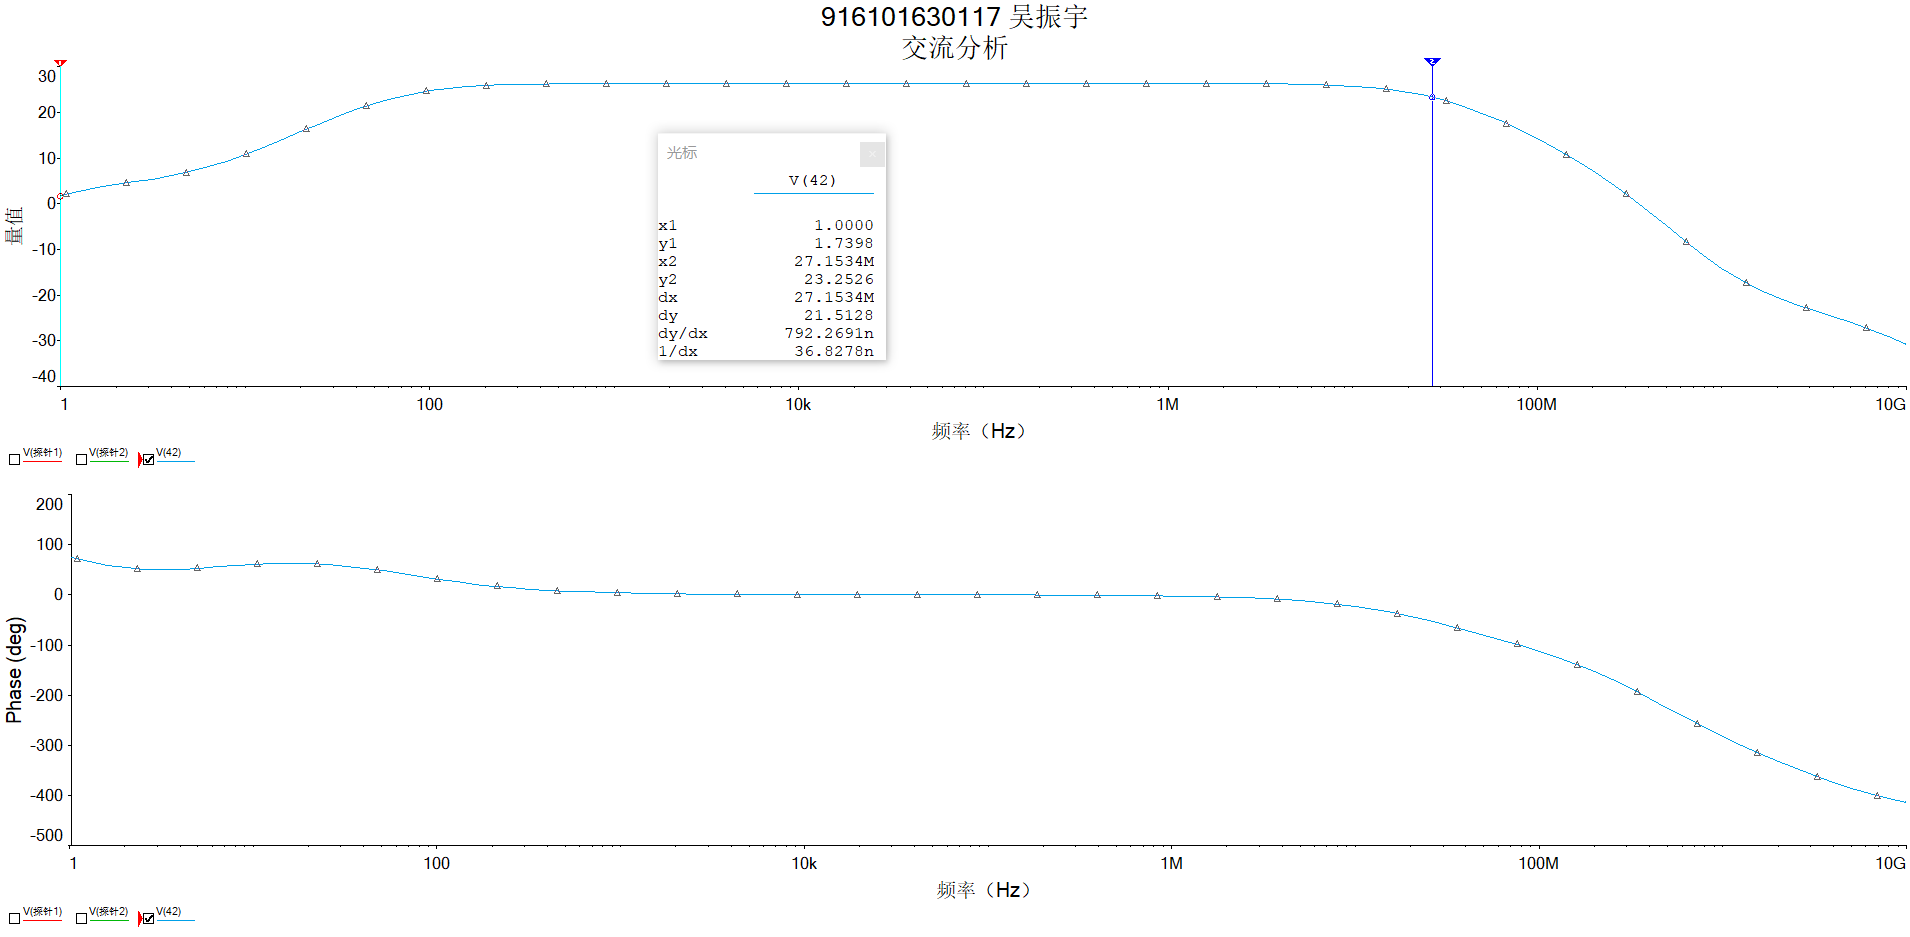 916101630117 吴振宇
交流分析
30
20
10
0
-10
-20
-30
-40
量值
1
100
10k
1M
100M
10G
频率（Hz）
1
2
光标
x
V(42)
x1 1.0000
y1 1.7398
x2 27.1534M
y2 23.2526
dx 27.1534M
dy 21.5128
dy/dx 792.2691n
1/dx 36.8278n
V(探针1) V(探针2) V(42)
200
100
0
-100
-200
-300
-400
-500
Phase (deg)
1
100
10k
1M
100M
10G
频率（Hz）
V(探针1) V(探针2) V(42)